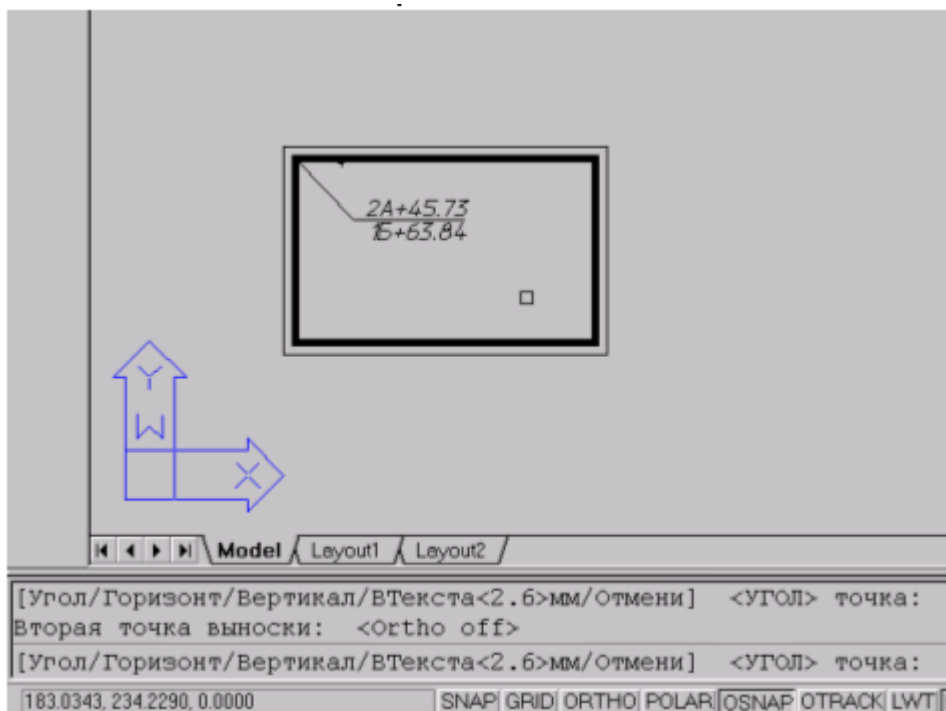 2А+45.73
1Б+63.84
Y
W
X
Model Layout1 Layout2
[Угол/Горизонт/Вертикал/ВТекста<2.6>мм/Отмени] <УГОЛ> точка:
Вторая точка выноски: <Ortho off>
[Угол/Горизонт/Вертикал/ВТекста<2.6>мм/Отмени] <УГОЛ> точка:
183.0343, 234.2290, 0.0000 SNAP GRID ORTHO POLAR OSNAP OTRACK LWT